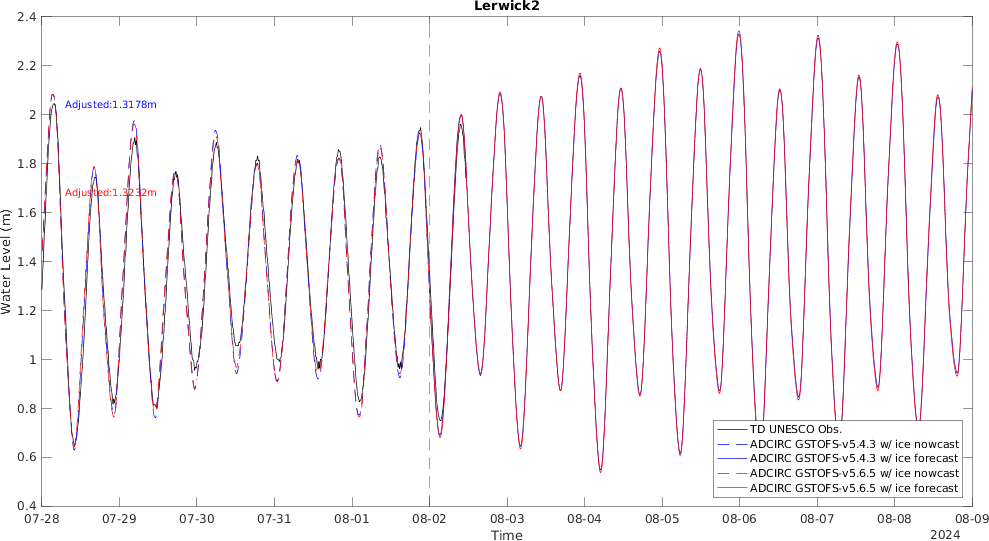 Lerwick2
2.4
2.2
2
1.8
1.6
1.4
1.2
1
0.8
0.6
0.4
Water Level (m)
Adjusted:1.3178m
Adjusted:1.3232m
TD UNESCO Obs.
ADCIRC GSTOFS-v5.4.3 w/ ice nowcast
ADCIRC GSTOFS-v5.4.3 w/ ice forecast
ADCIRC GSTOFS-v5.6.5 w/ ice nowcast
ADCIRC GSTOFS-v5.6.5 w/ ice forecast
07-28 07-29 07-30 07-31 08-01 08-02 08-03 08-04 08-05 08-06 08-07 08-08 08-09
Time
2024